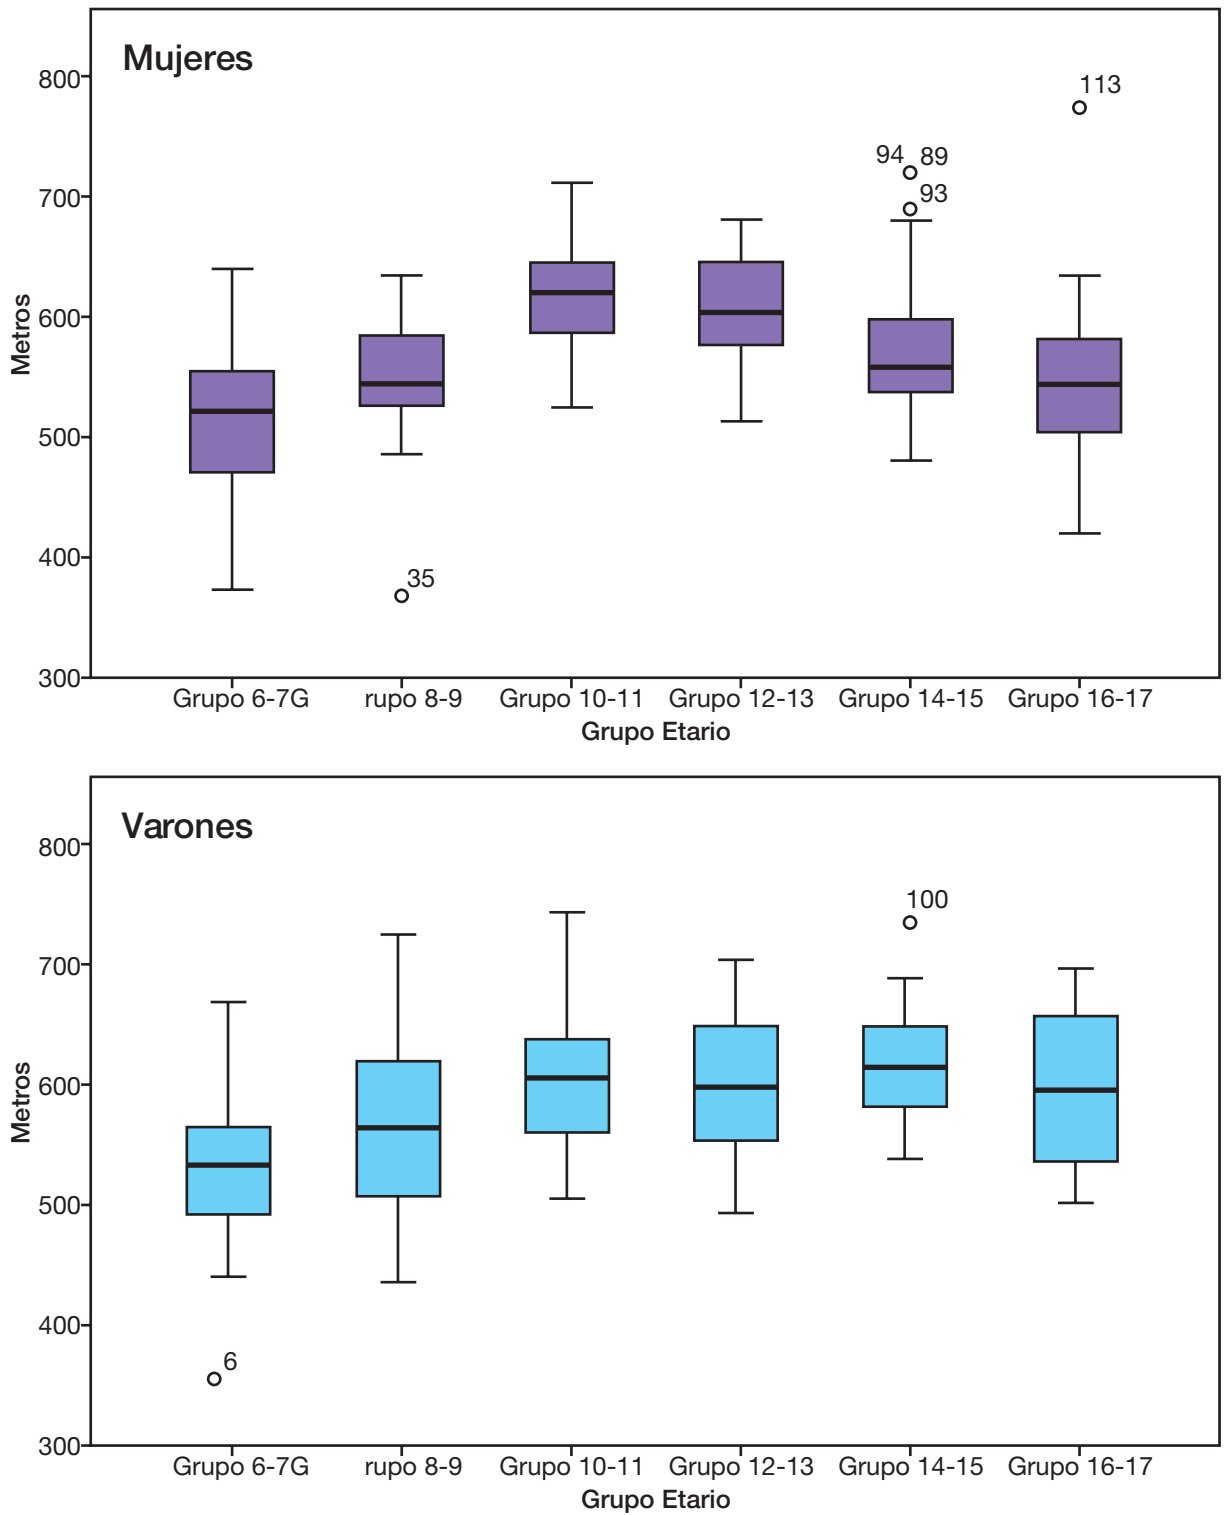 Mujeres
800
113
94 89
700
93
600
Metros
500
400
35
300
Grupo 6-7G rupo 8-9 Grupo 10-11 Grupo 12-13 Grupo 14-15 Grupo 16-17
Grupo Etario
Varones
800
100
700
600
Metros
500
400
6
300
Grupo 6-7G rupo 8-9 Grupo 10-11 Grupo 12-13 Grupo 14-15 Grupo 16-17
Grupo Etario